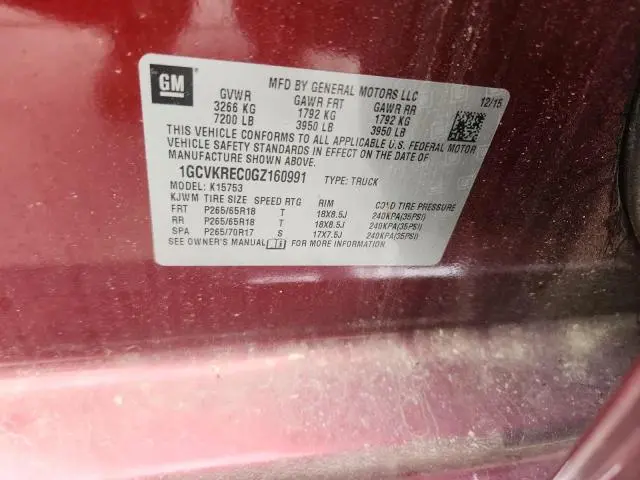 GM
MFD BY GENERAL MOTORS LLC
12/15
GVWR GAWR FRT GAWR RR
3266 KG 1792 KG 1792 KG
7200 LB 3950 LB 3950 LB
THIS VEHICLE CONFORMS TO ALL APPLICABLE U.S. FEDERAL MOTOR
VEHICLE SAFETY STANDARDS IN EFFECT ON THE DATE OF
MANUFACTURE SHOWN ABOVE.
1GCVKREC0GZ160991 TYPE: TRUCK
MODEL: K15753
KJWM TIRE SIZE SPEED RTG RIM COLD TIRE PRESSURE
FRT P265/65R18 T 18X8.5J 240KPA(35PSI)
RR P265/65R18 T 18X8.5J 240KPA(35PSI)
SPA P265/70R17 S 17X7.5J 240KPA(35PSI)
SEE OWNER'S MANUAL FOR MORE INFORMATION.